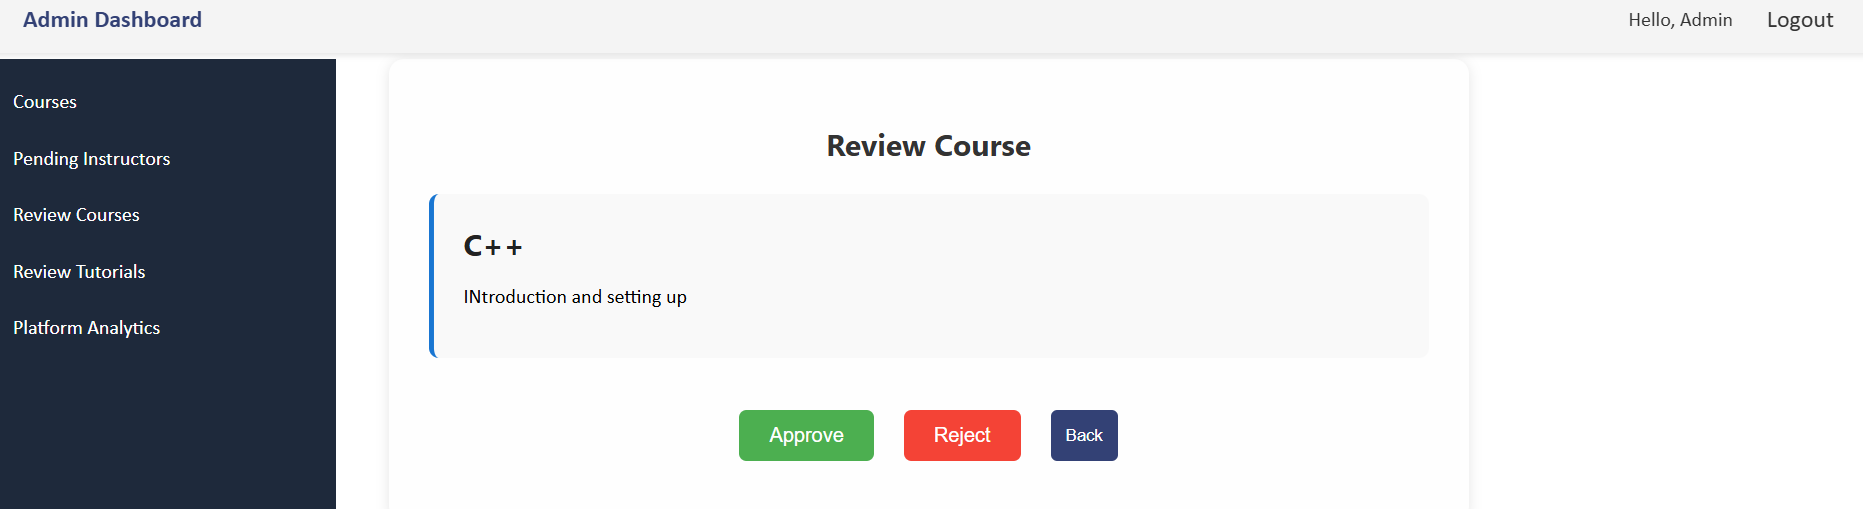 Admin Dashboard
Hello, Admin
Logout
Courses
Pending Instructors
Review Courses
Review Tutorials
Platform Analytics
Review Course
C++
INtroduction and setting up
Approve
Reject
Back